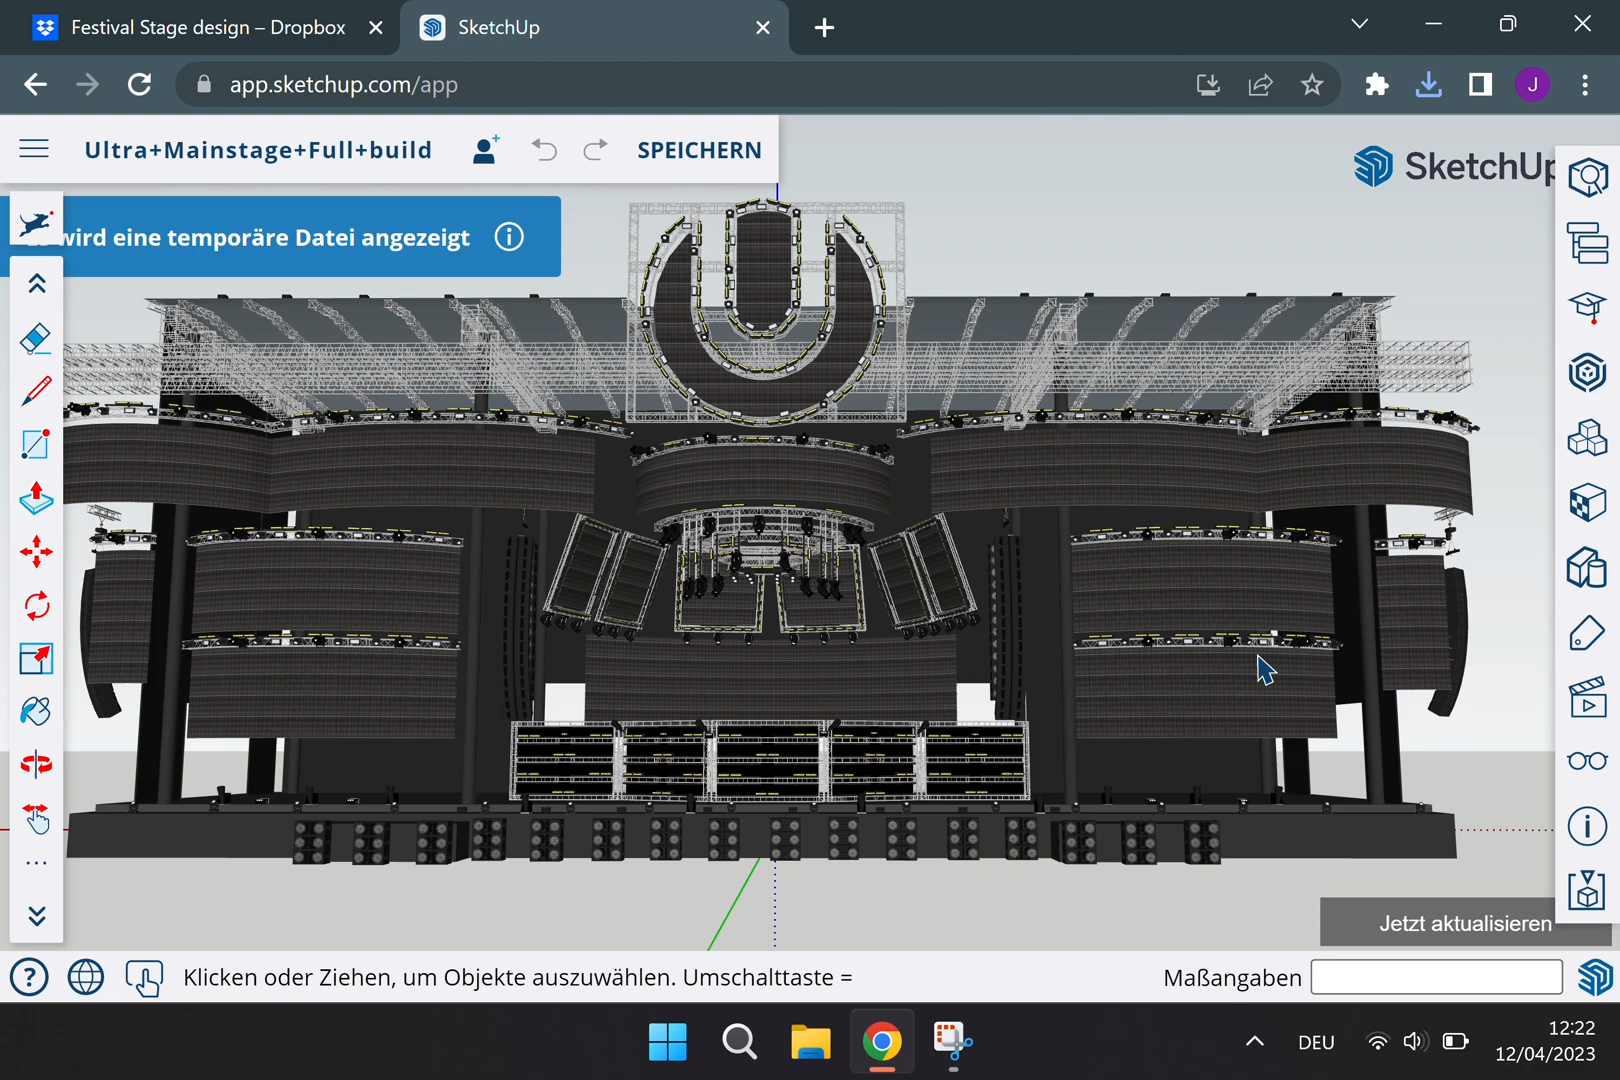 Festival Stage design – Dropbox
SketchUp
app.sketchup.com/app
J
Ultra+Mainstage+Full+build
SPEICHERN
SketchUp
wird eine temporäre Datei angezeigt
Jetzt aktualisieren
Klicken oder Ziehen, um Objekte auszuwählen. Umschalttaste =
Maßangaben
DEU
12:22
12/04/2023